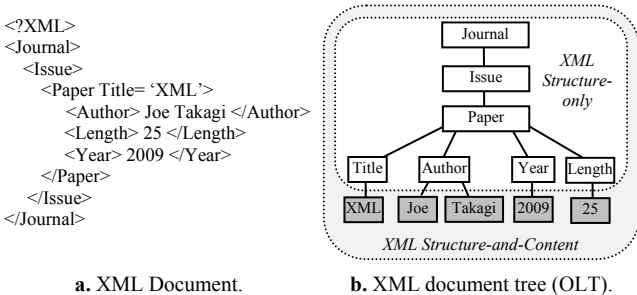 <?XML>
<Journal>
<Issue>
<Paper Title= ‘XML’>
<Author> Joe Takagi </Author>
<Length> 25 </Length>
<Year> 2009 </Year>
</Paper>
</Issue>
</Journal>
a. XML Document.
Journal
XML
Structure-
only
Issue
Paper
Title Author Year Length
XML Joe Takagi 2009 25
XML Structure-and-Content
b. XML document tree (OLT).